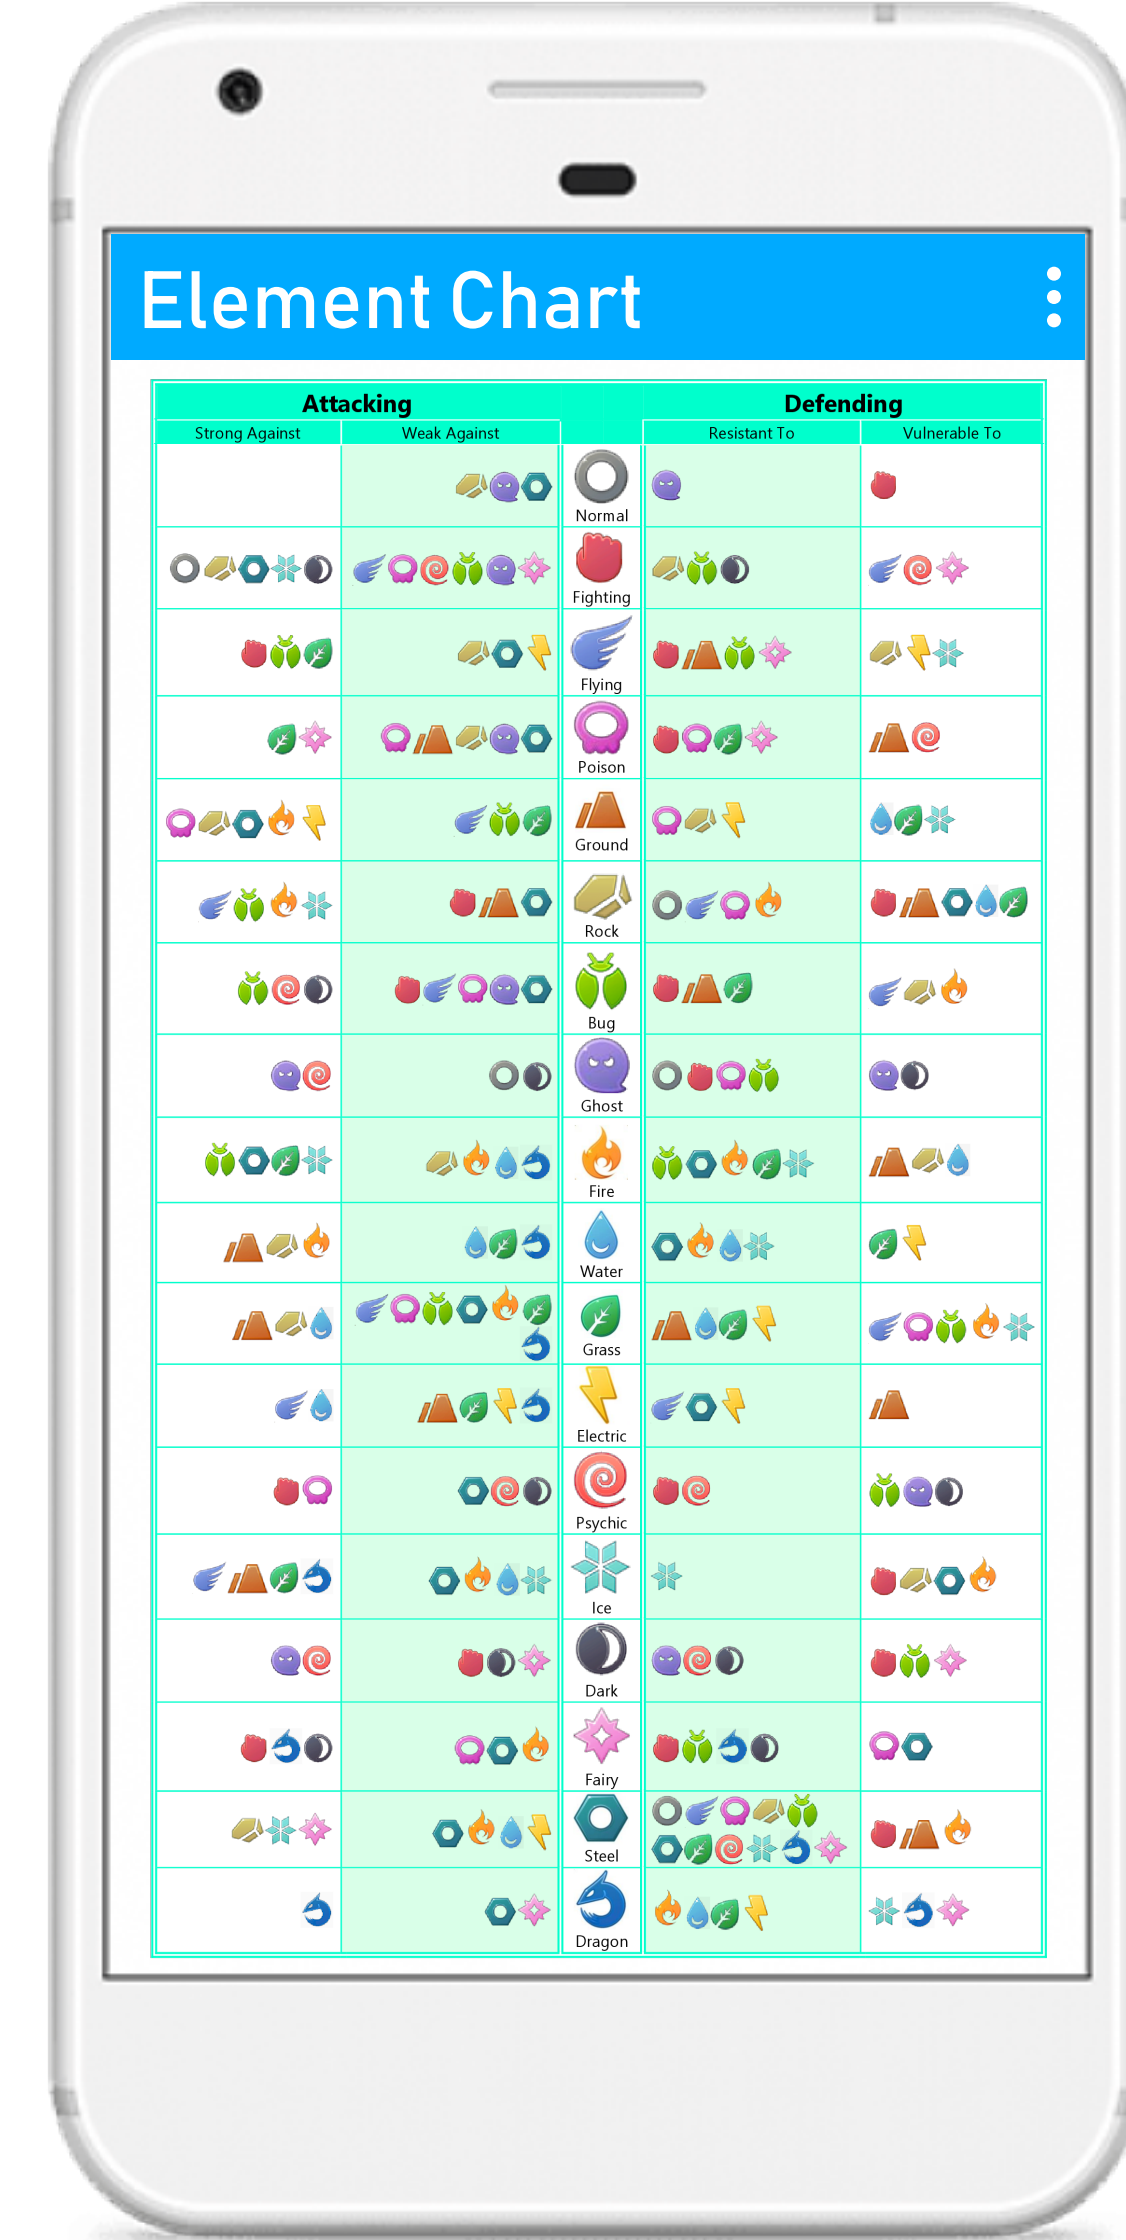 Element Chart
Attacking
Defending
Strong Against
Weak Against
Resistant To
Vulnerable To
Normal
Fighting
Flying
Poison
Ground
Rock
Bug
Ghost
Fire
Water
Grass
Electric
Psychic
Ice
Dark
Fairy
Steel
Dragon